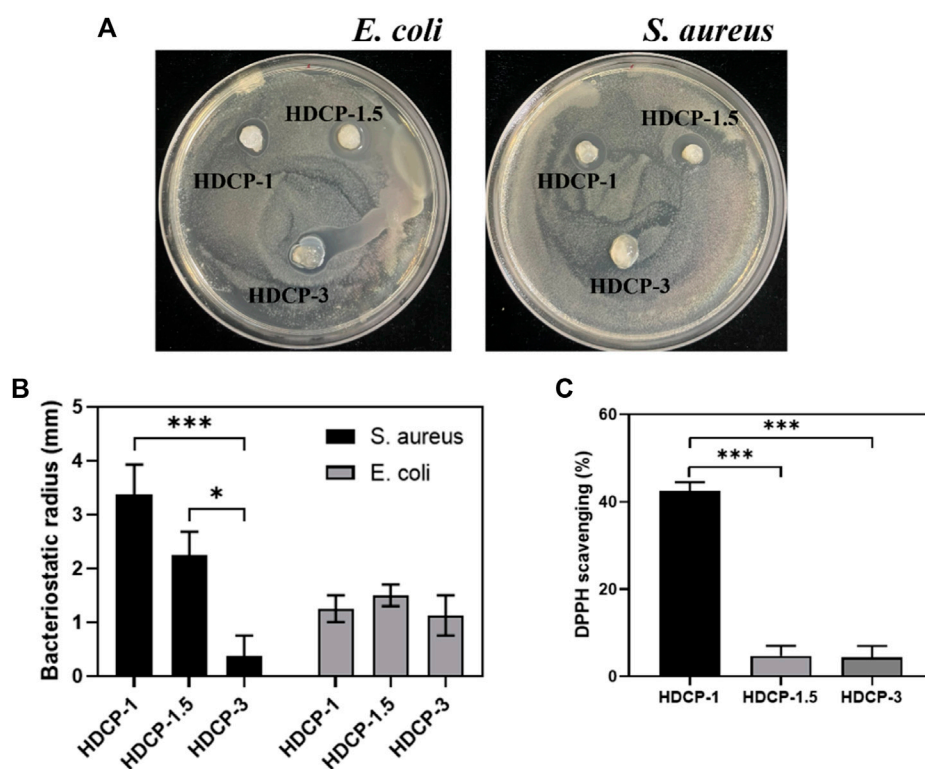 A
E. coli
S. aureus
HDCP-1.5
HDCP-1
HDCP-3
HDCP-1.5
HDCP-1
HDCP-3
B
Bacteriostatic radius (mm)
5
4
3
2
1
0
***
*
S. aureus
E. coli
HDCP-1
HDCP-1.5
HDCP-3
HDCP-1
HDCP-1.5
HDCP-3
C
DPPH scavenging (%)
60
40
20
0
***
***
HDCP-1
HDCP-1.5
HDCP-3